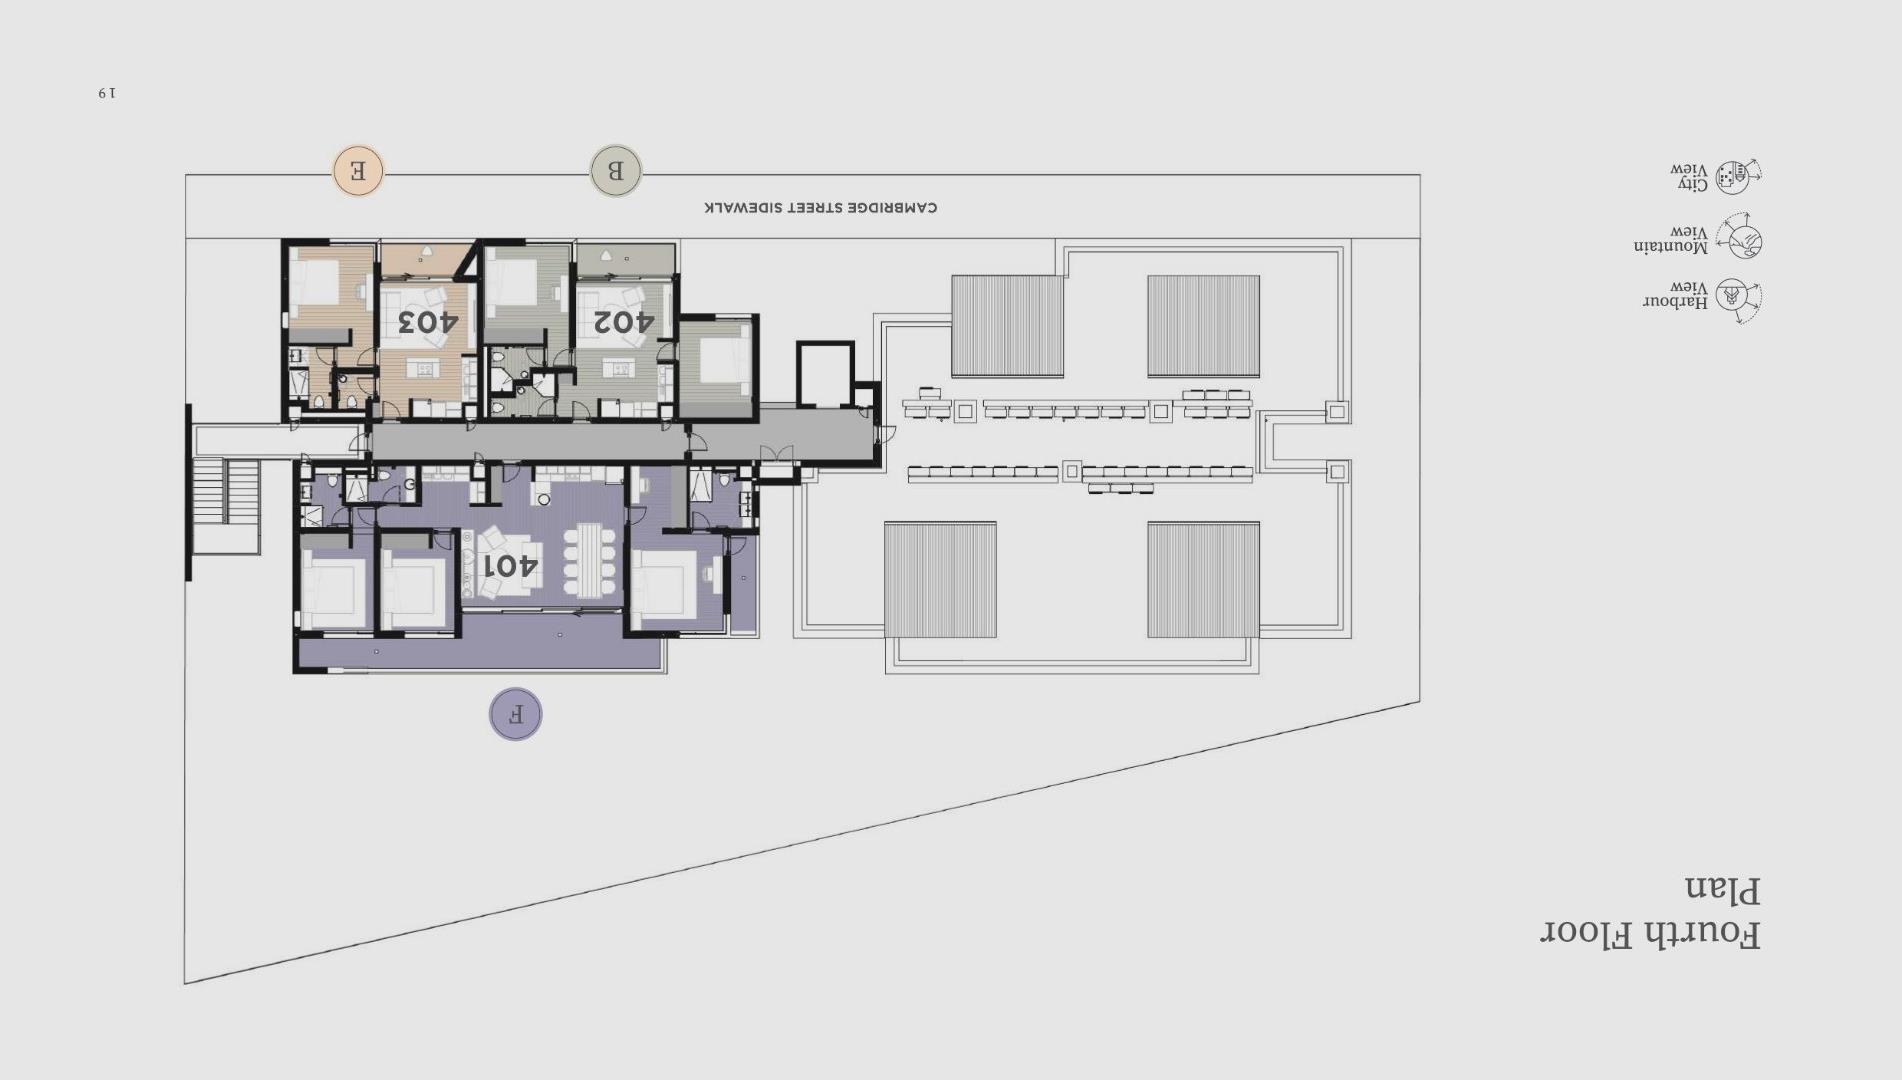 Fourth Floor
Plan
Harbour
View
Mountain
View
City
View
F
401
402
403
CAMBRIDGE STREET SIDEWALK
B
E
19